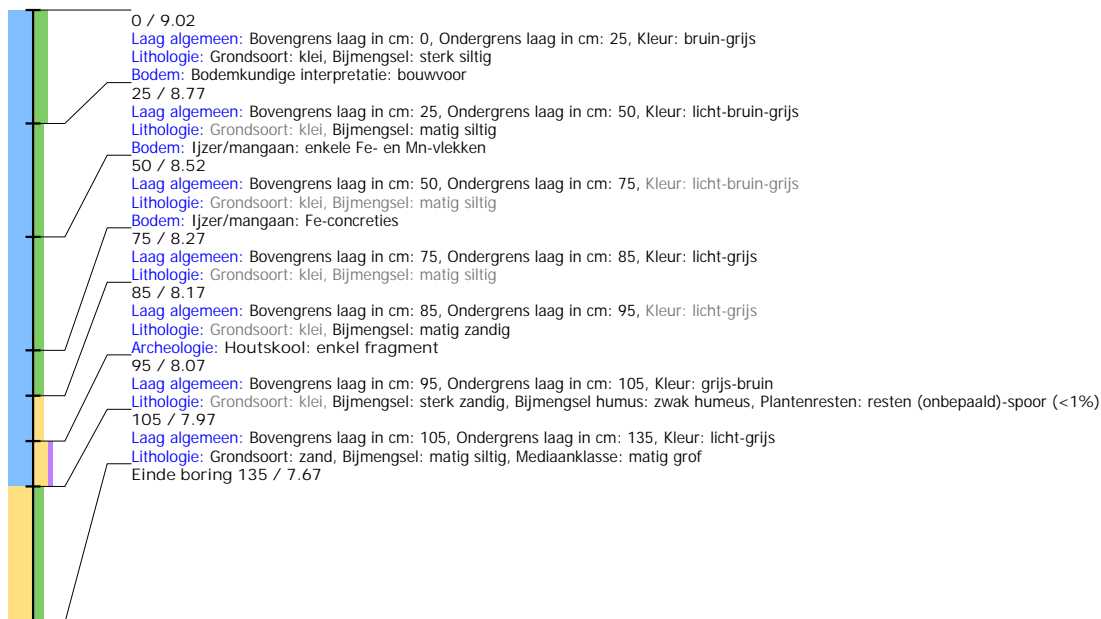 0 / 9.02
Laag algemeen: Bovengrens laag in cm: 0, Ondergrens laag in cm: 25, Kleur: bruin-grijs
Lithologie: Grondsoort: klei, Bijmengsel: sterk siltig
Bodem: Bodemkundige interpretatie: bouwvoor
25 / 8.77
Laag algemeen: Bovengrens laag in cm: 25, Ondergrens laag in cm: 50, Kleur: licht-bruin-grijs
Lithologie: Grondsoort: klei, Bijmengsel: matig siltig
Bodem: Ijzer/mangaan: enkele Fe- en Mn-vlekken
50 / 8.52
Laag algemeen: Bovengrens laag in cm: 50, Ondergrens laag in cm: 75, Kleur: licht-bruin-grijs
Lithologie: Grondsoort: klei, Bijmengsel: matig siltig
Bodem: Ijzer/mangaan: Fe-concreties
75 / 8.27
Laag algemeen: Bovengrens laag in cm: 75, Ondergrens laag in cm: 85, Kleur: licht-grijs
Lithologie: Grondsoort: klei, Bijmengsel: matig siltig
85 / 8.17
Laag algemeen: Bovengrens laag in cm: 85, Ondergrens laag in cm: 95, Kleur: licht-grijs
Lithologie: Grondsoort: klei, Bijmengsel: matig zandig
Archeologie: Houtskool: enkel fragment
95 / 8.07
Laag algemeen: Bovengrens laag in cm: 95, Ondergrens laag in cm: 105, Kleur: grijs-bruin
Lithologie: Grondsoort: klei, Bijmengsel: sterk zandig, Bijmengsel humus: zwak humeus, Plantenresten: resten (onbepaald)-spoor (<1%)
105 / 7.97
Laag algemeen: Bovengrens laag in cm: 105, Ondergrens laag in cm: 135, Kleur: licht-grijs
Lithologie: Grondsoort: zand, Bijmengsel: matig siltig, Mediaanklasse: matig grof
Einde boring 135 / 7.67